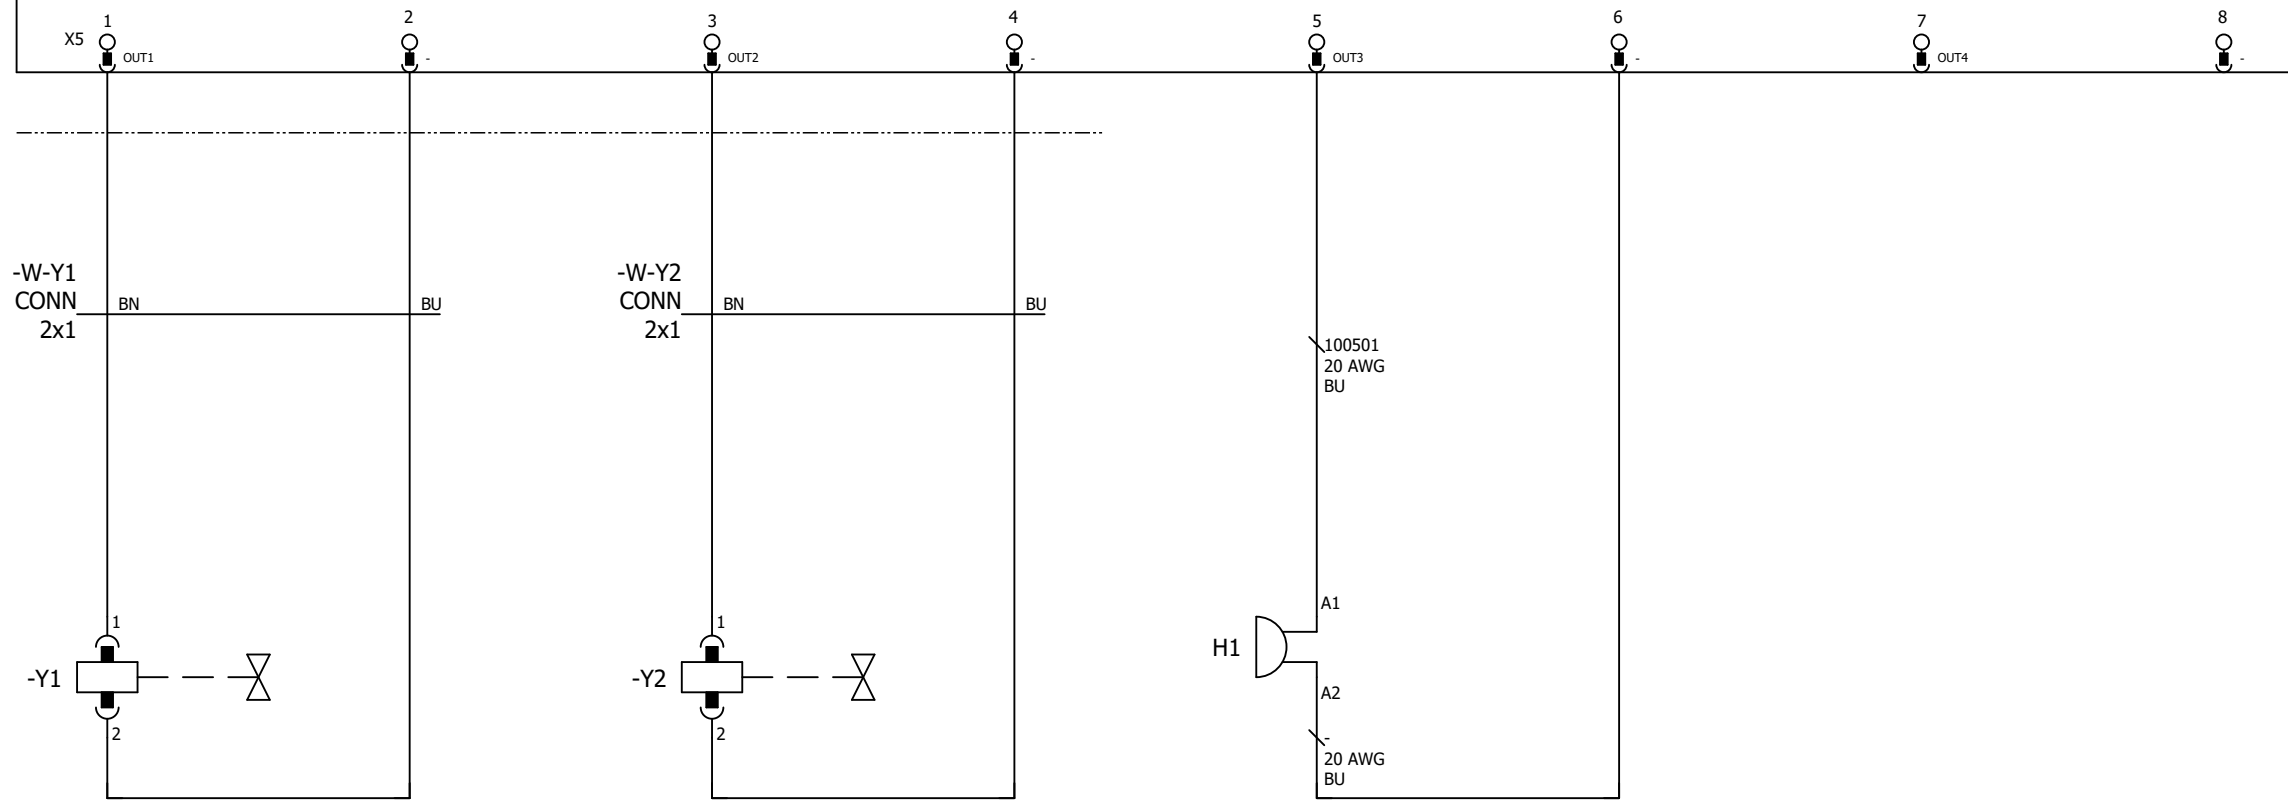 1
2
3
4
5
6
7
8
X5
OUT1
-
OUT2
-
OUT3
-
OUT4
-
-W-Y1
CONN
2x1
BN
BU
-W-Y2
CONN
2x1
BN
BU
100501
20 AWG
BU
1
-Y1
2
1
-Y2
2
A1
H1
A2
-
20 AWG
BU